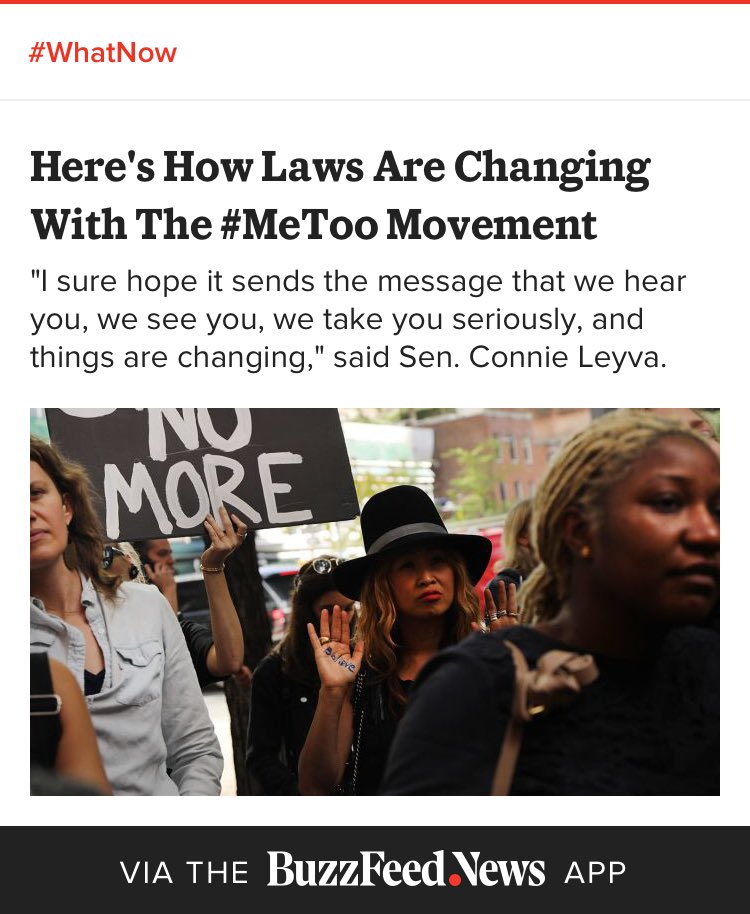 #WhatNow
Here's How Laws Are Changing
With The #MeToo Movement
"I sure hope it sends the message that we hear
you, we see you, we take you seriously, and
things are changing," said Sen. Connie Leyva.
NO
MORE
Believe
VIA THE BuzzFeed.News APP